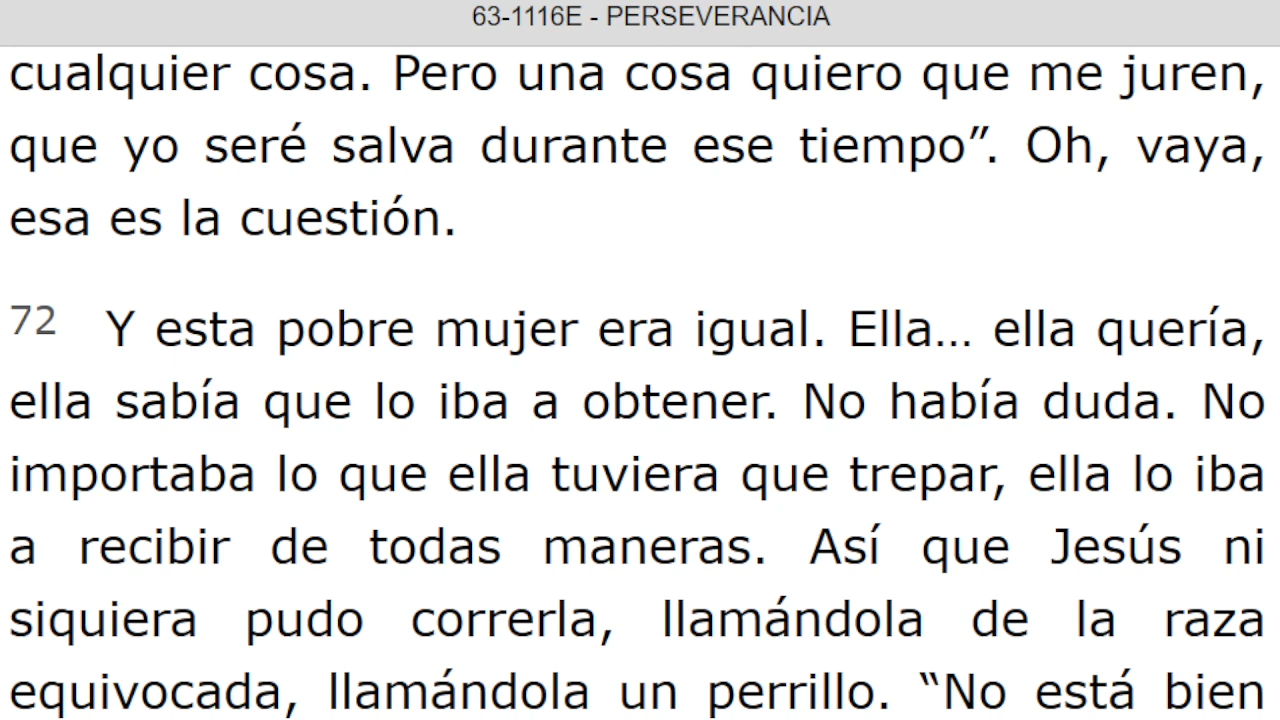 63-1116E - PERSEVERANCIA
cualquier cosa. Pero una cosa quiero que me juren,
que yo seré salva durante ese tiempo”. Oh, vaya,
esa es la cuestión.
72 Y esta pobre mujer era igual. Ella… ella quería,
ella sabía que lo iba a obtener. No había duda. No
importaba lo que ella tuviera que trepar, ella lo iba
a recibir de todas maneras. Así que Jesús ni
siquiera pudo correrla, llamándola de la raza
equivocada, llamándola un perrillo. “No está bien